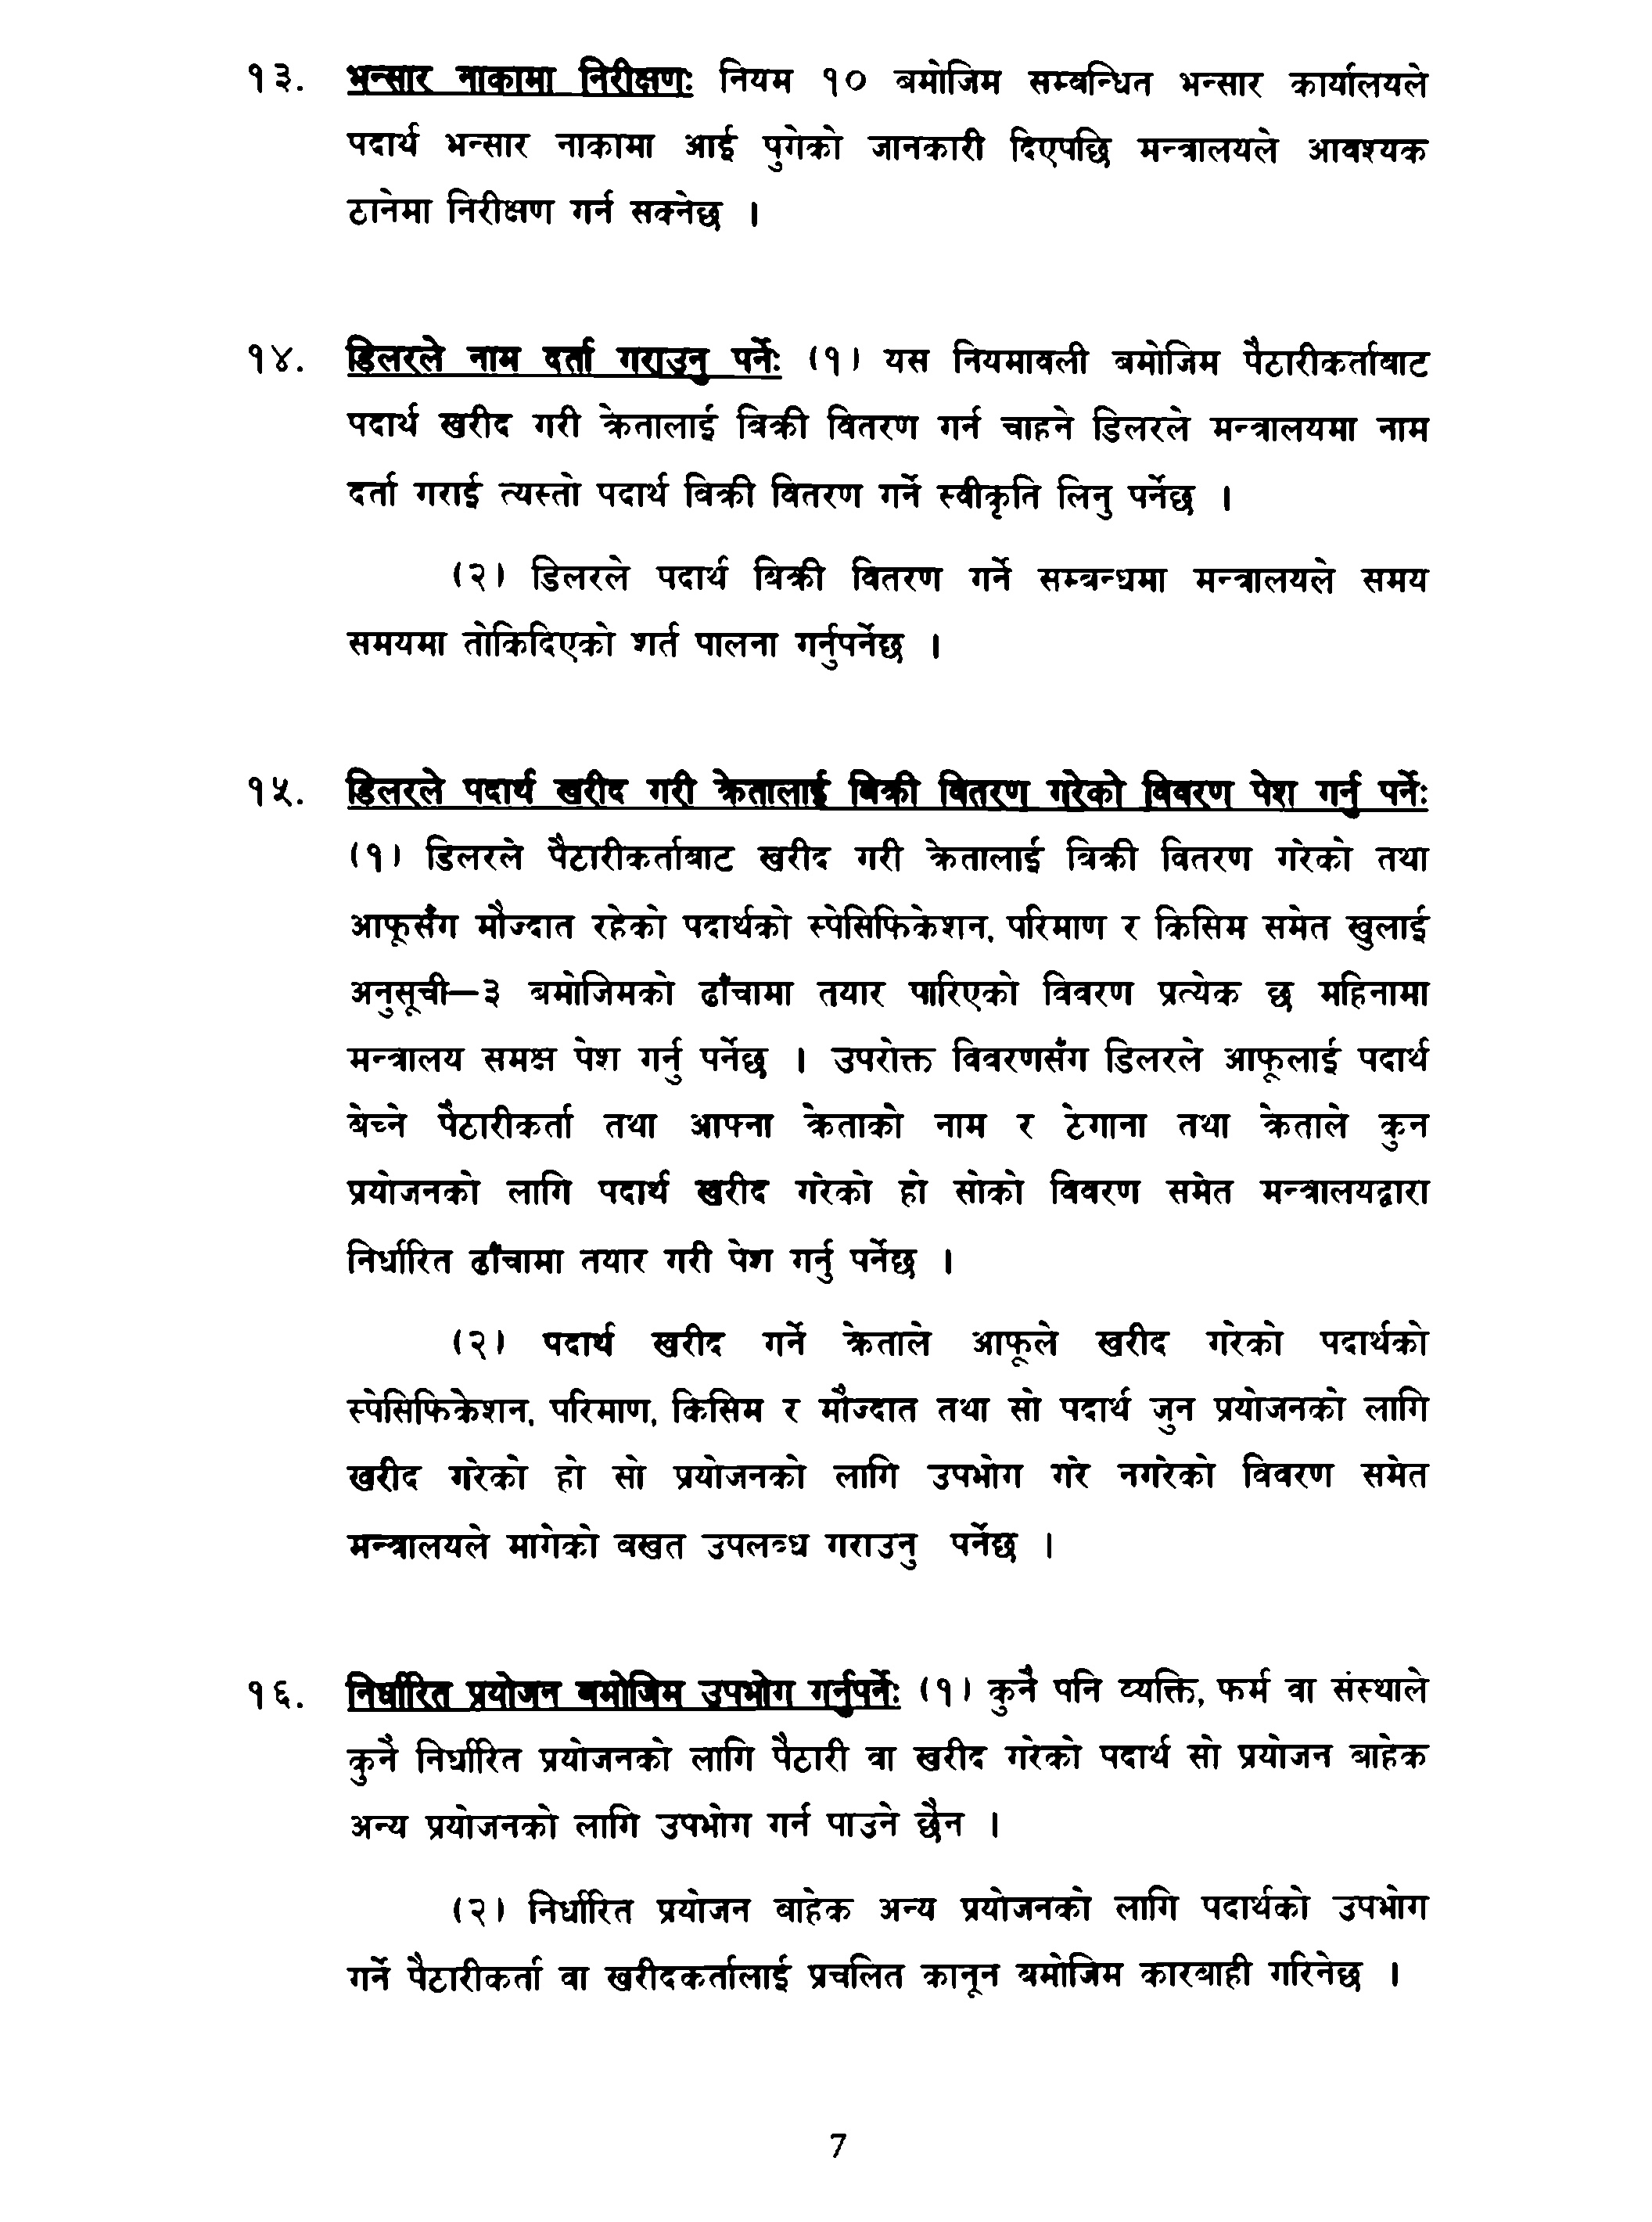 १३. भन्सार नाकामा निरीक्षणः नियम १० बमोजिम सम्बन्धित भन्सार कार्यालयले
पदार्थ भन्सार नाकामा आई पुगेको जानकारी दिएपछि मन्त्रालयले आवश्यक
ठानेमा निरीक्षण गर्न सक्नेछ ।
१४. डिलरले नाम दर्ता गराउनु पर्नेः (१) यस नियमावली बमोजिम पैठारीकर्ताबाट
पदार्थ खरीद गरी क्रेतालाई बिक्री वितरण गर्न चाहने डिलरले मन्त्रालयमा नाम
दर्ता गराई त्यस्तो पदार्थ बिक्री वितरण गर्ने स्वीकृति लिनु पर्नेछ ।
(२) डिलरले पदार्थ बिक्री वितरण गर्ने सम्बन्धमा मन्त्रालयले समय
समयमा तोकिदिएको शर्त पालना गर्नुपर्नेछ ।
१५. डिलरले पदार्थ खरीद गरी क्रेतालाई बिक्री वितरण गरेको विवरण पेश गर्नु पर्नेः
(१) डिलरले पैठारीकर्ताबाट खरीद गरी क्रेतालाई बिक्री वितरण गरेको तथा
आफूसँग मौज्दात रहेको पदार्थको स्पेसिफिकेशन, परिमाण र किसिम समेत खुलाई
अनुसूची–३ बमोजिमको ढाँचामा तयार पारिएको विवरण प्रत्येक छ महिनामा
मन्त्रालय समक्ष पेश गर्नु पर्नेछ । उपरोक्त विवरणसँग डिलरले आफूलाई पदार्थ
बेच्ने पैठारीकर्ता तथा आफ्ना क्रेताको नाम र ठेगाना तथा क्रेताले कुन
प्रयोजनको लागि पदार्थ खरीद गरेको हो सोको विवरण समेत मन्त्रालयद्वारा
निर्धारित ढाँचामा तयार गरी पेश गर्नु पर्नेछ ।
(२) पदार्थ खरीद गर्ने क्रेताले आफूले खरीद गरेको पदार्थको
स्पेसिफिकेशन, परिमाण, किसिम र मौज्दात तथा सो पदार्थ जुन प्रयोजनको लागि
खरीद गरेको हो सो प्रयोजनको लागि उपभोग गरे नगरेको विवरण समेत
मन्त्रालयले मागेको बखत उपलब्ध गराउनु पर्नेछ ।
१६. निर्धारित प्रयोजन बमोजिम उपभोग गर्नुपर्नेः (१) कुनै पनि व्यक्ति, फर्म वा संस्थाले
कुनै निर्धारित प्रयोजनको लागि पैठारी वा खरीद गरेको पदार्थ सो प्रयोजन बाहेक
अन्य प्रयोजनको लागि उपभोग गर्न पाउने छैन ।
(२) निर्धारित प्रयोजन बाहेक अन्य प्रयोजनको लागि पदार्थको उपभोग
गर्ने पैठारीकर्ता वा खरीदकर्तालाई प्रचलित कानून बमोजिम कारबाही गरिनेछ ।
7